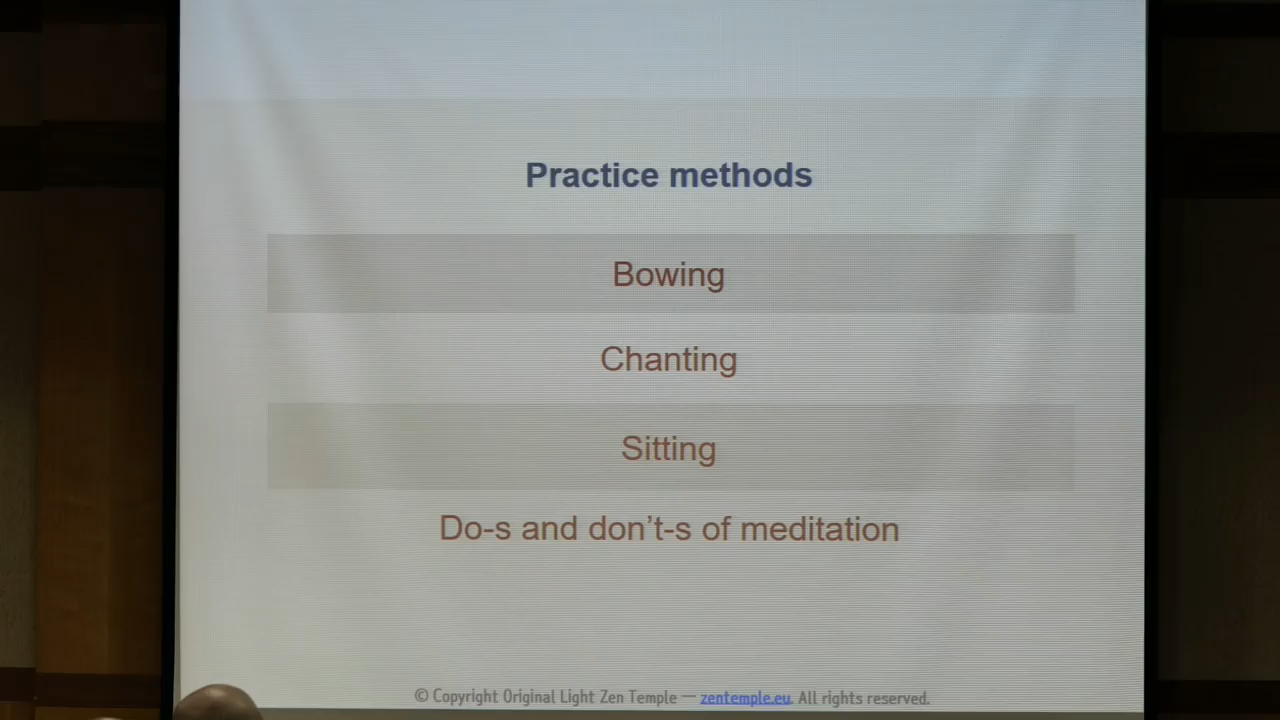 Practice methods
Bowing
Chanting
Sitting
Do-s and don’t-s of meditation
© Copyright Original Light Zen Temple — zentemple.eu. All rights reserved.